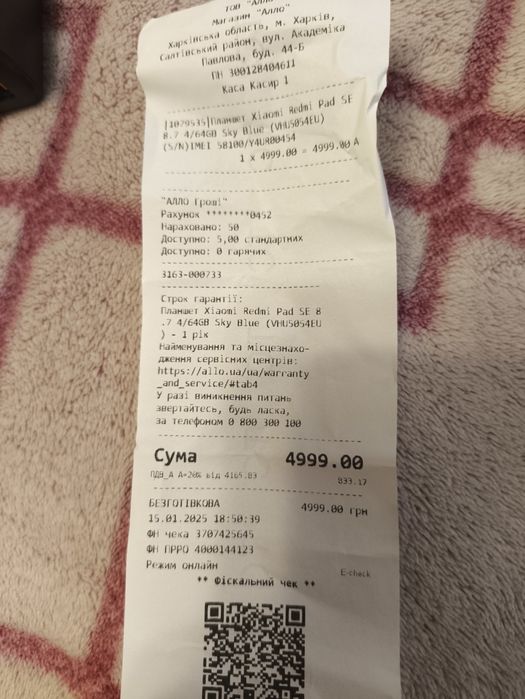 ТОВ "АЛЛО"
Магазин "АЛЛО"
Харківська область, м. Харків,
Салтівський район, вул. Академіка
Павлова, буд. 44-Б
ПН 300128404611
Каса Касир 1
[1079535]Планшет Xiaomi Redmi Pad SE
8.7 4/64GB Sky Blue (VHU5054EU)
(S/N)IMEI 58100/Y4UR00454
1 x 4999.00 = 4999.00 А
"АЛЛО Гроші"
Рахунок ********0452
Нараховано: 50
Доступно: 5,00 стандартних
Доступно: 0 гарячих
3163-000733
Строк гарантії:
Планшет Xiaomi Redmi Pad SE 8
.7 4/64GB Sky Blue (VHU5054EU
) - 1 рік
Найменування та місцезнахо-
дження сервісних центрів:
https://allo.ua/ua/warranty
_and_service/#tab4
У разі виникнення питань
звертайтесь, будь ласка,
за телефоном 0 800 300 100
Сума 4999.00
ПДВ_А А=20% від 4165.83 833.17
БЕЗГОТІВКОВА 4999.00 грн
15.01.2025 18:50:39
ФН чека 3707425645
ФН ПРРО 4000144123
Режим онлайн E-check
** Фіскальний чек **